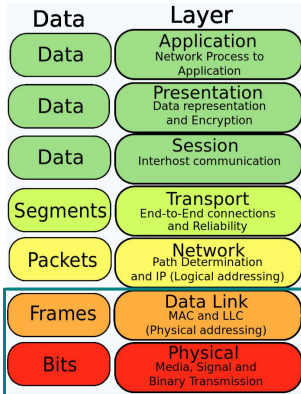 Data Layer
Data
Application
Network Process to
Application
Data
Presentation
Data representation
and Encryption
Data
Session
Interhost communication
Segments
Transport
End-to-End connections
and Reliability
Packets
Network
Path Determination
and IP (Logical addressing)
Frames
Data Link
MAC and LLC
(Physical addressing)
Bits
Physical
Media, Signal and
Binary Transmission